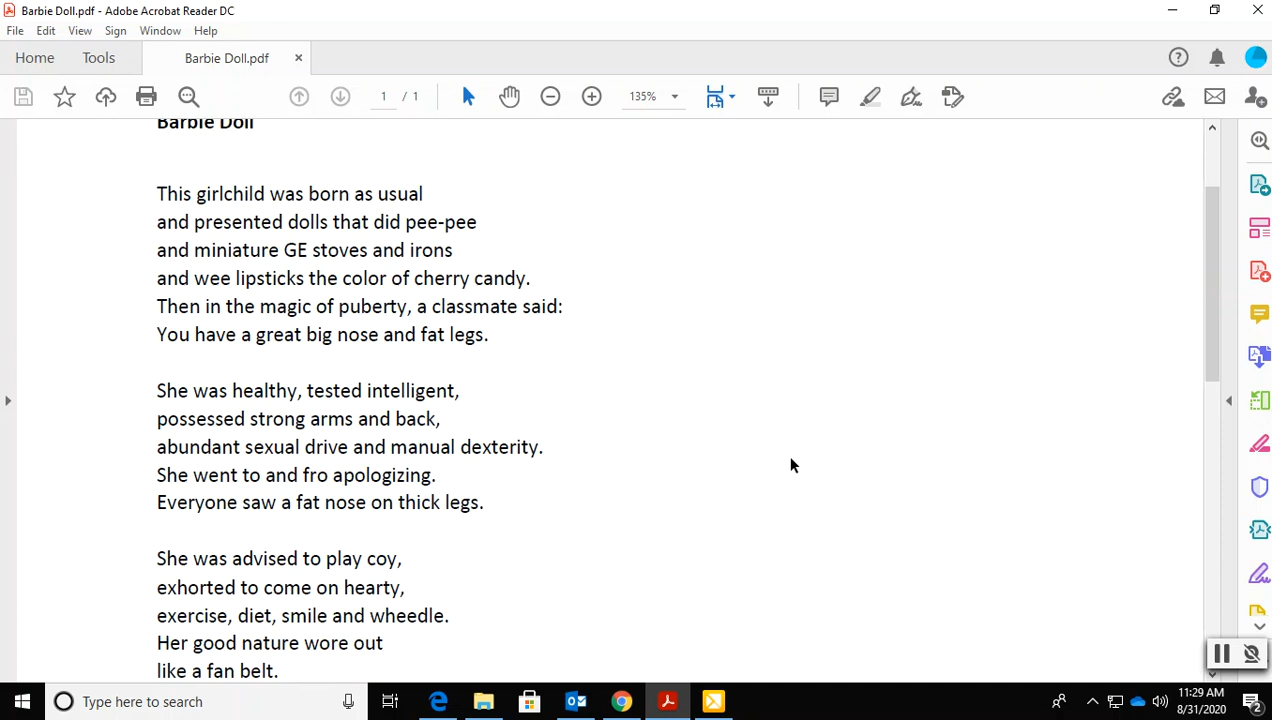 Barbie Doll.pdf - Adobe Acrobat Reader DC
File Edit View Sign Window Help
Home Tools Barbie Doll.pdf
1 / 1 135%
Barbie Doll
This girlchild was born as usual
and presented dolls that did pee-pee
and miniature GE stoves and irons
and wee lipsticks the color of cherry candy.
Then in the magic of puberty, a classmate said:
You have a great big nose and fat legs.
She was healthy, tested intelligent,
possessed strong arms and back,
abundant sexual drive and manual dexterity.
She went to and fro apologizing.
Everyone saw a fat nose on thick legs.
She was advised to play coy,
exhorted to come on hearty,
exercise, diet, smile and wheedle.
Her good nature wore out
like a fan belt.
Type here to search
11:29 AM
8/31/2020
2